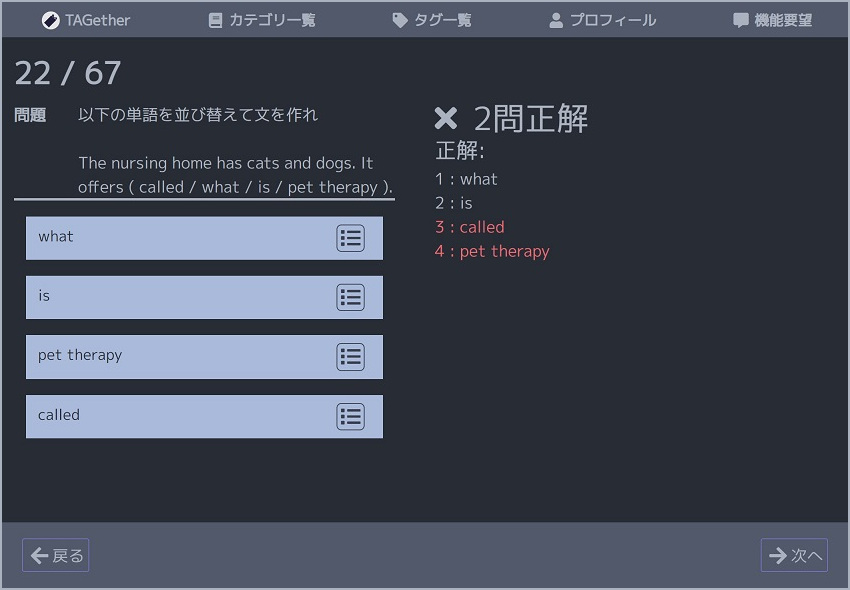 TAGether カテゴリ一覧 タグ一覧 プロフィール 機能要望
22 / 67
問題 以下の単語を並び替えて文を作れ
The nursing home has cats and dogs. It
offers ( called / what / is / pet therapy ).
what
is
pet therapy
called
2問正解
正解:
1 : what
2 : is
3 : called
4 : pet therapy
戻る 次へ